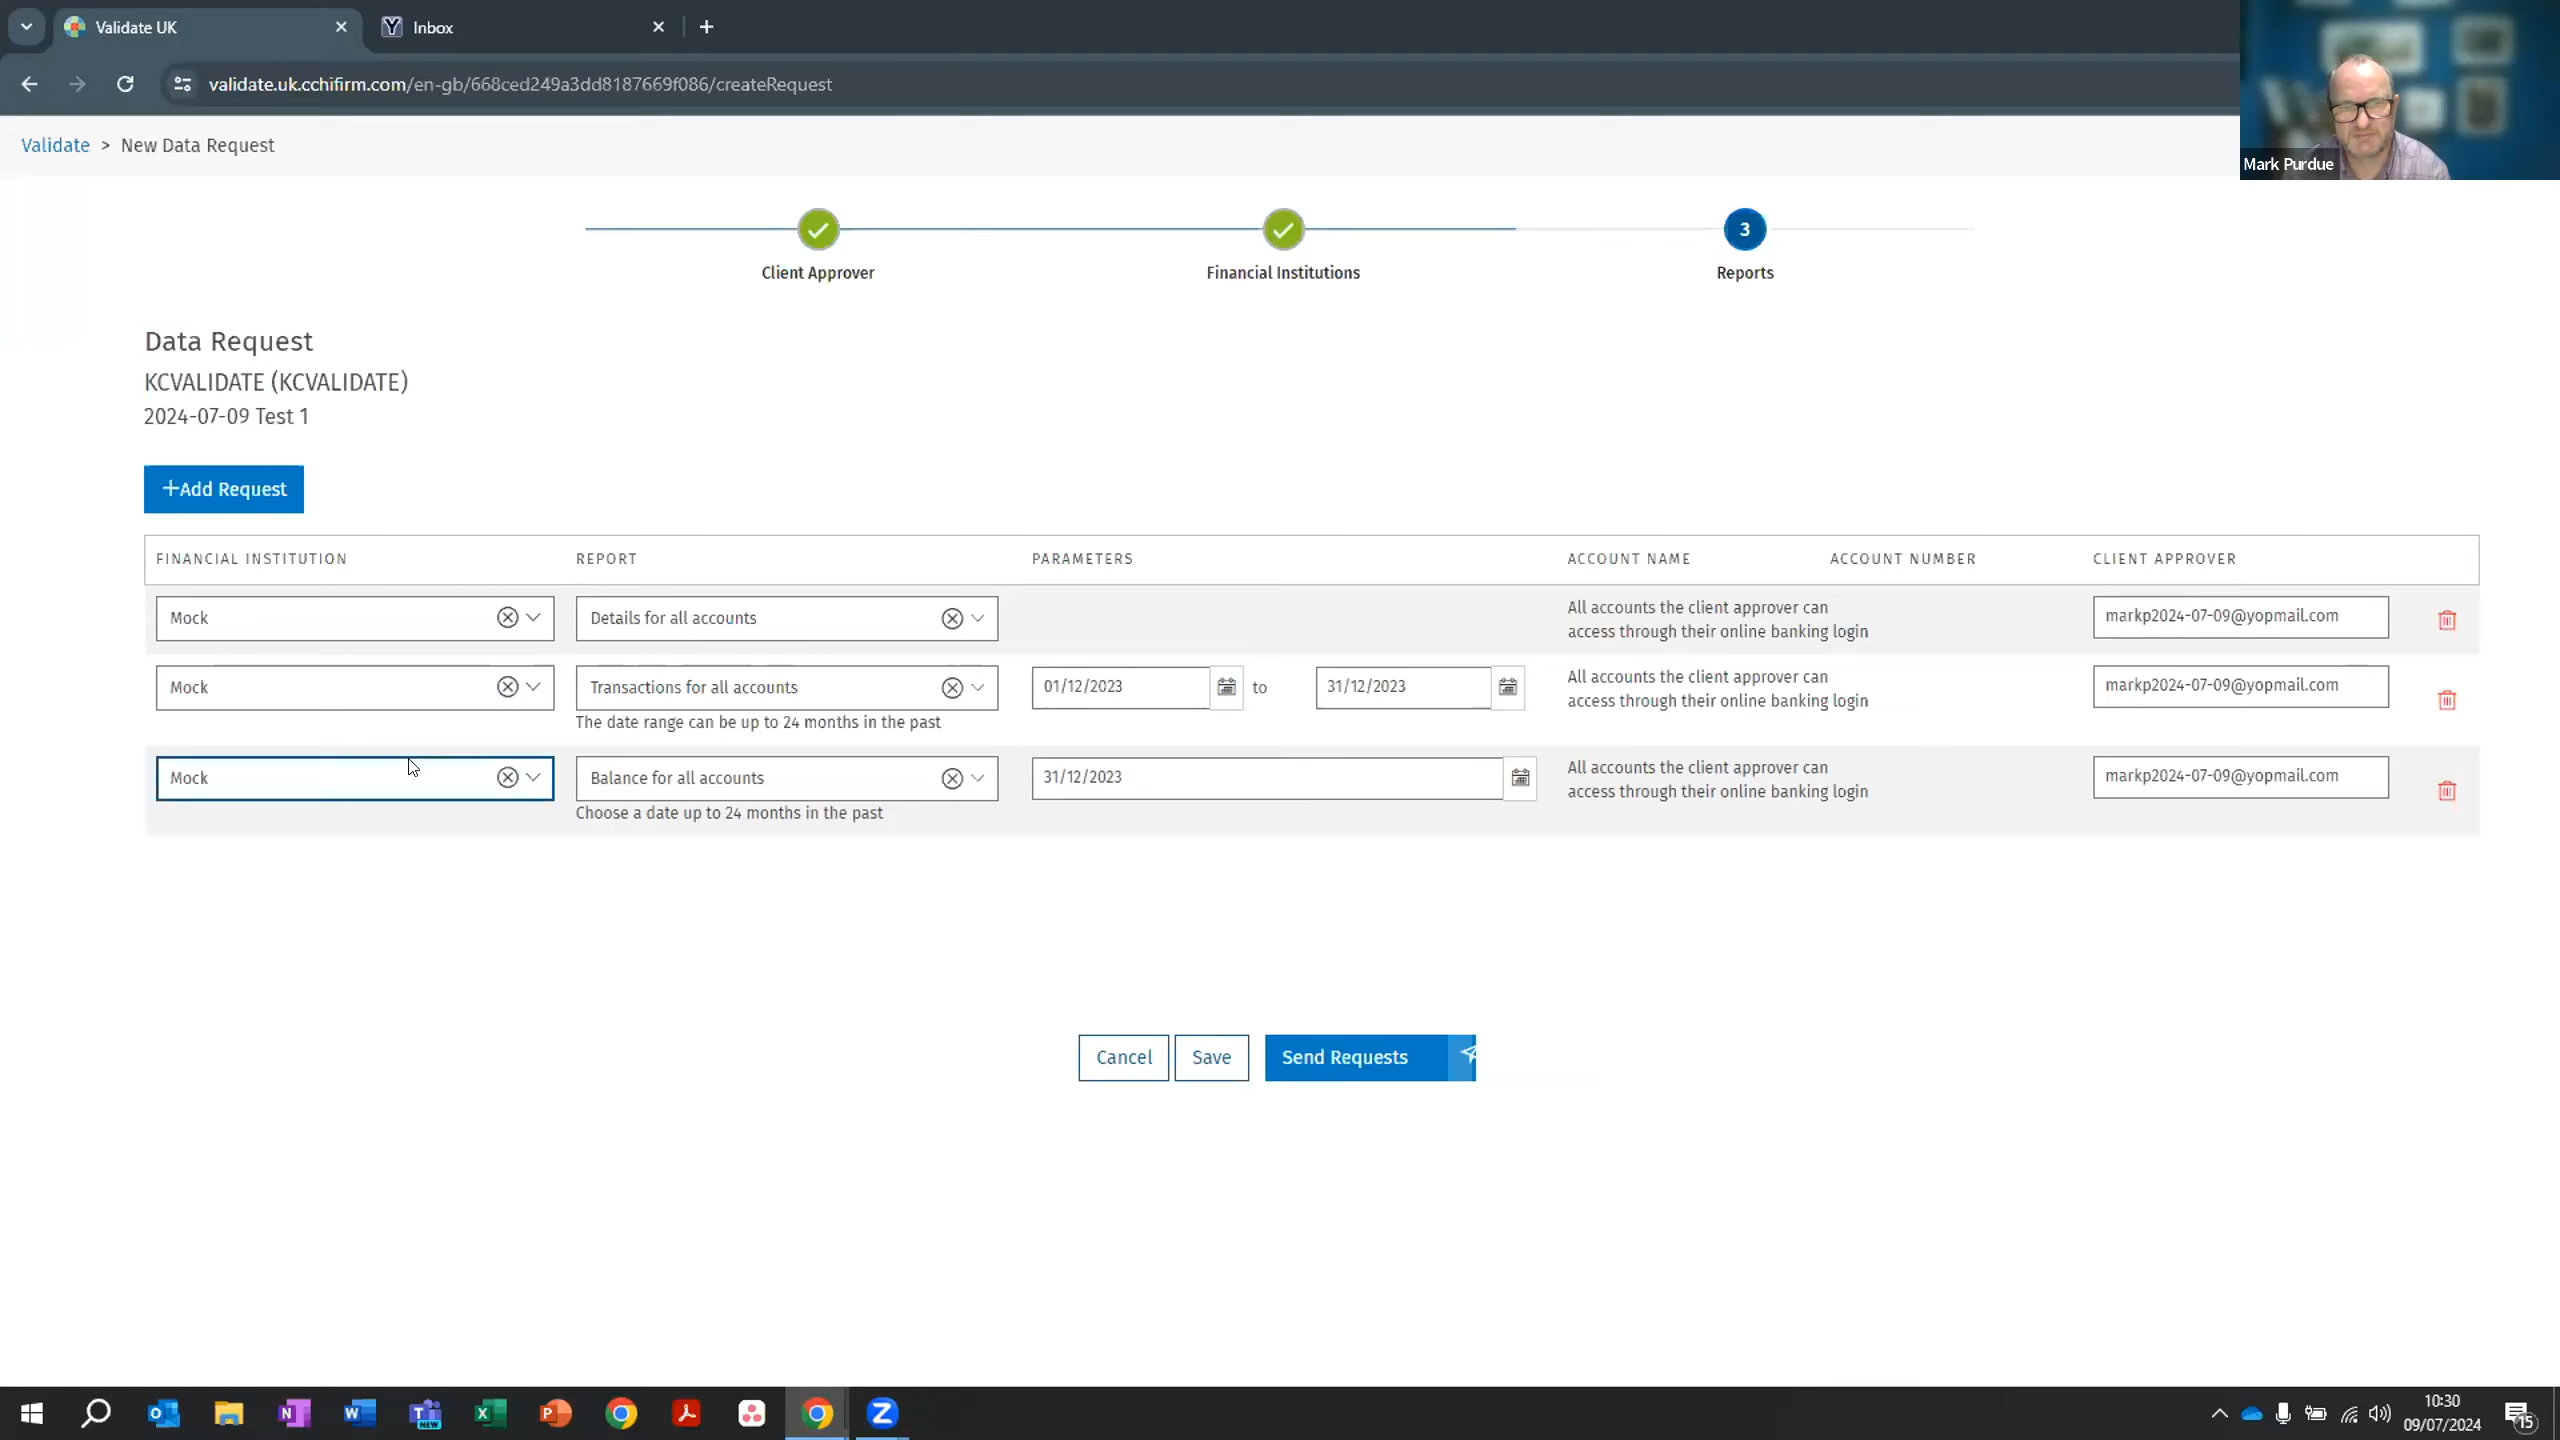 Validate UK
Inbox
validate.uk.cchifirm.com/en-gb/668ced249a3dd8187669f086/createRequest
Mark Purdue
Validate > New Data Request
3
Client Approver
Financial Institutions
Reports
Data Request
KCVALIDATE (KCVALIDATE)
2024-07-09 Test 1
+Add Request
FINANCIAL INSTITUTION REPORT PARAMETERS ACCOUNT NAME ACCOUNT NUMBER CLIENT APPROVER
Mock
Details for all accounts
All accounts the client approver can
access through their online banking login
markp2024-07-09@yopmail.com
Mock
Transactions for all accounts
The date range can be up to 24 months in the past
01/12/2023 to 31/12/2023
All accounts the client approver can
access through their online banking login
markp2024-07-09@yopmail.com
Mock
Balance for all accounts
Choose a date up to 24 months in the past
31/12/2023
All accounts the client approver can
access through their online banking login
markp2024-07-09@yopmail.com
Cancel Save Send Requests
10:30
09/07/2024
15